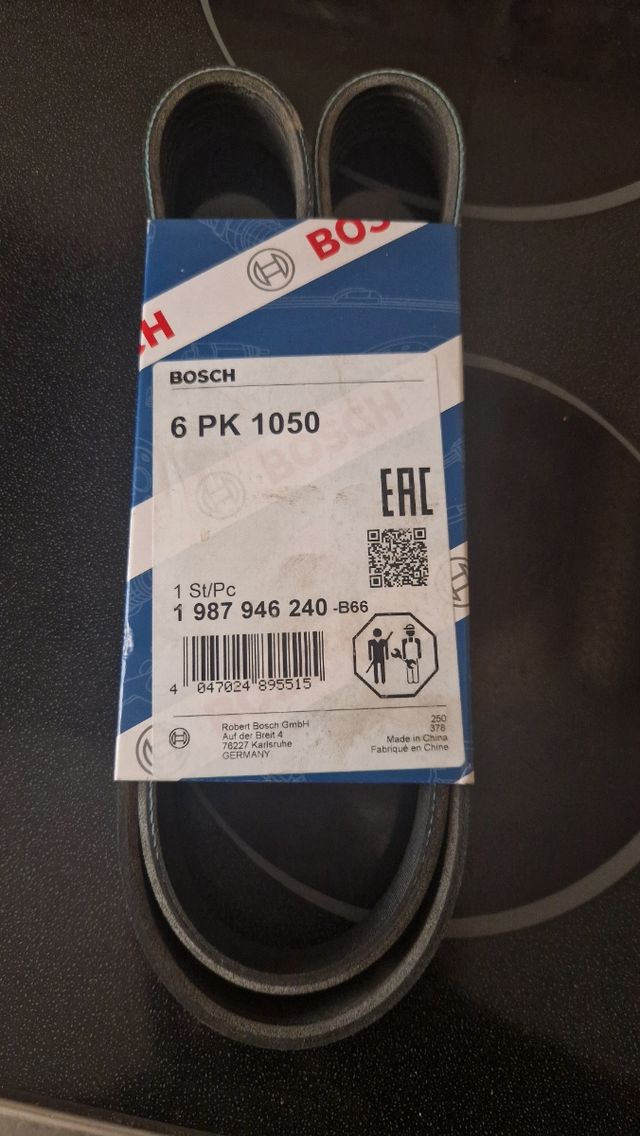 BOSCH
BOSCH
6 PK 1050
BOSCH
EAC
1 St/Pc
1 987 946 240 -B66
4 047024 895515
Robert Bosch GmbH
Auf der Breit 4
76227 Karlsruhe
GERMANY
250
378
Made in China
Fabriqué en Chine